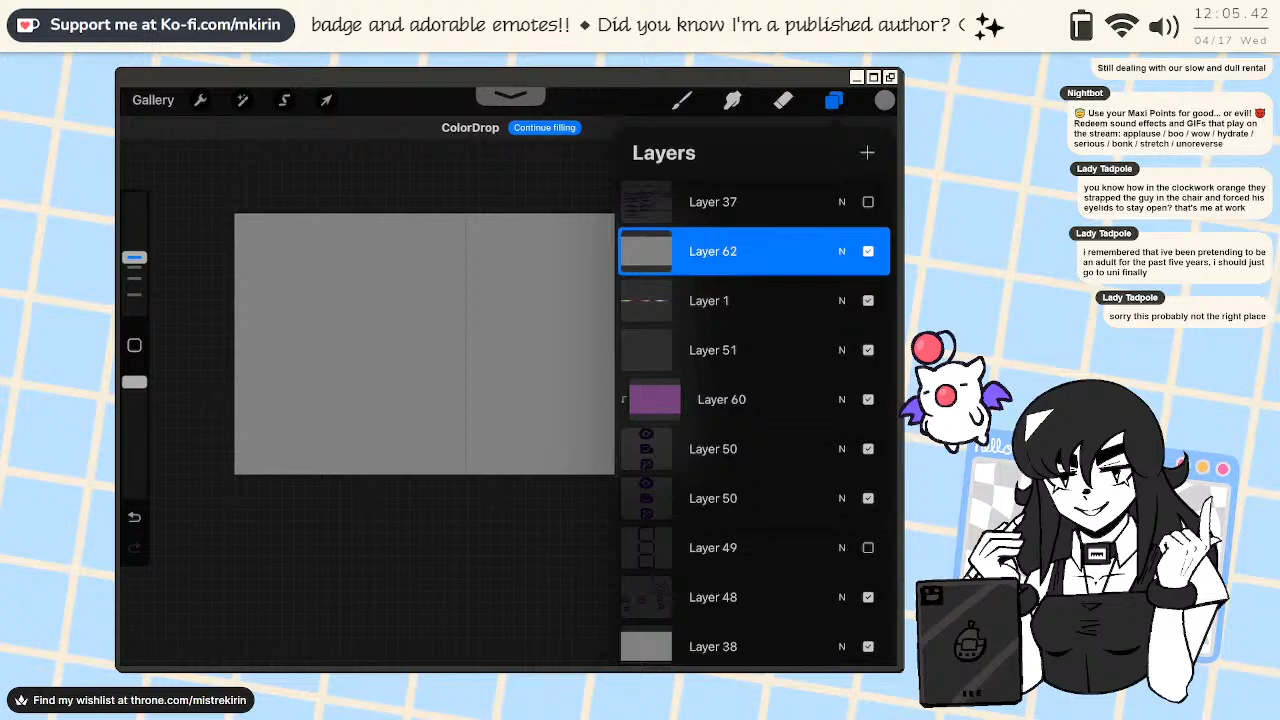 Support me at Ko-fi.com/mkirin
badge and adorable emotes!! ⬥ Did you know I'm a published author?
12:05.42
04/17 Wed
Gallery
ColorDrop
Continue filling
Layers
Layer 37 N
Layer 62 N
Layer 1 N
Layer 51 N
Layer 60 N
Layer 50 N
Layer 50 N
Layer 49 N
Layer 48 N
Layer 38 N
Still dealing with our slow and dull rental
Nightbot
😇 Use your Maxi Points for good... or evil! 👿
Redeem sound effects and GIFs that play on
the stream: applause / boo / wow / hydrate /
serious / bonk / stretch / unoreverse
Lady Tadpole
you know how in the clockwork orange they
strapped the guy in the chair and forced his
eyelids to stay open? that's me at work
Lady Tadpole
i remembered that ive been pretending to
be an adult for the past five years, i should just
go to uni finally
Lady Tadpole
sorry this probably not the right place
Find my wishlist at throne.com/mistrekirin